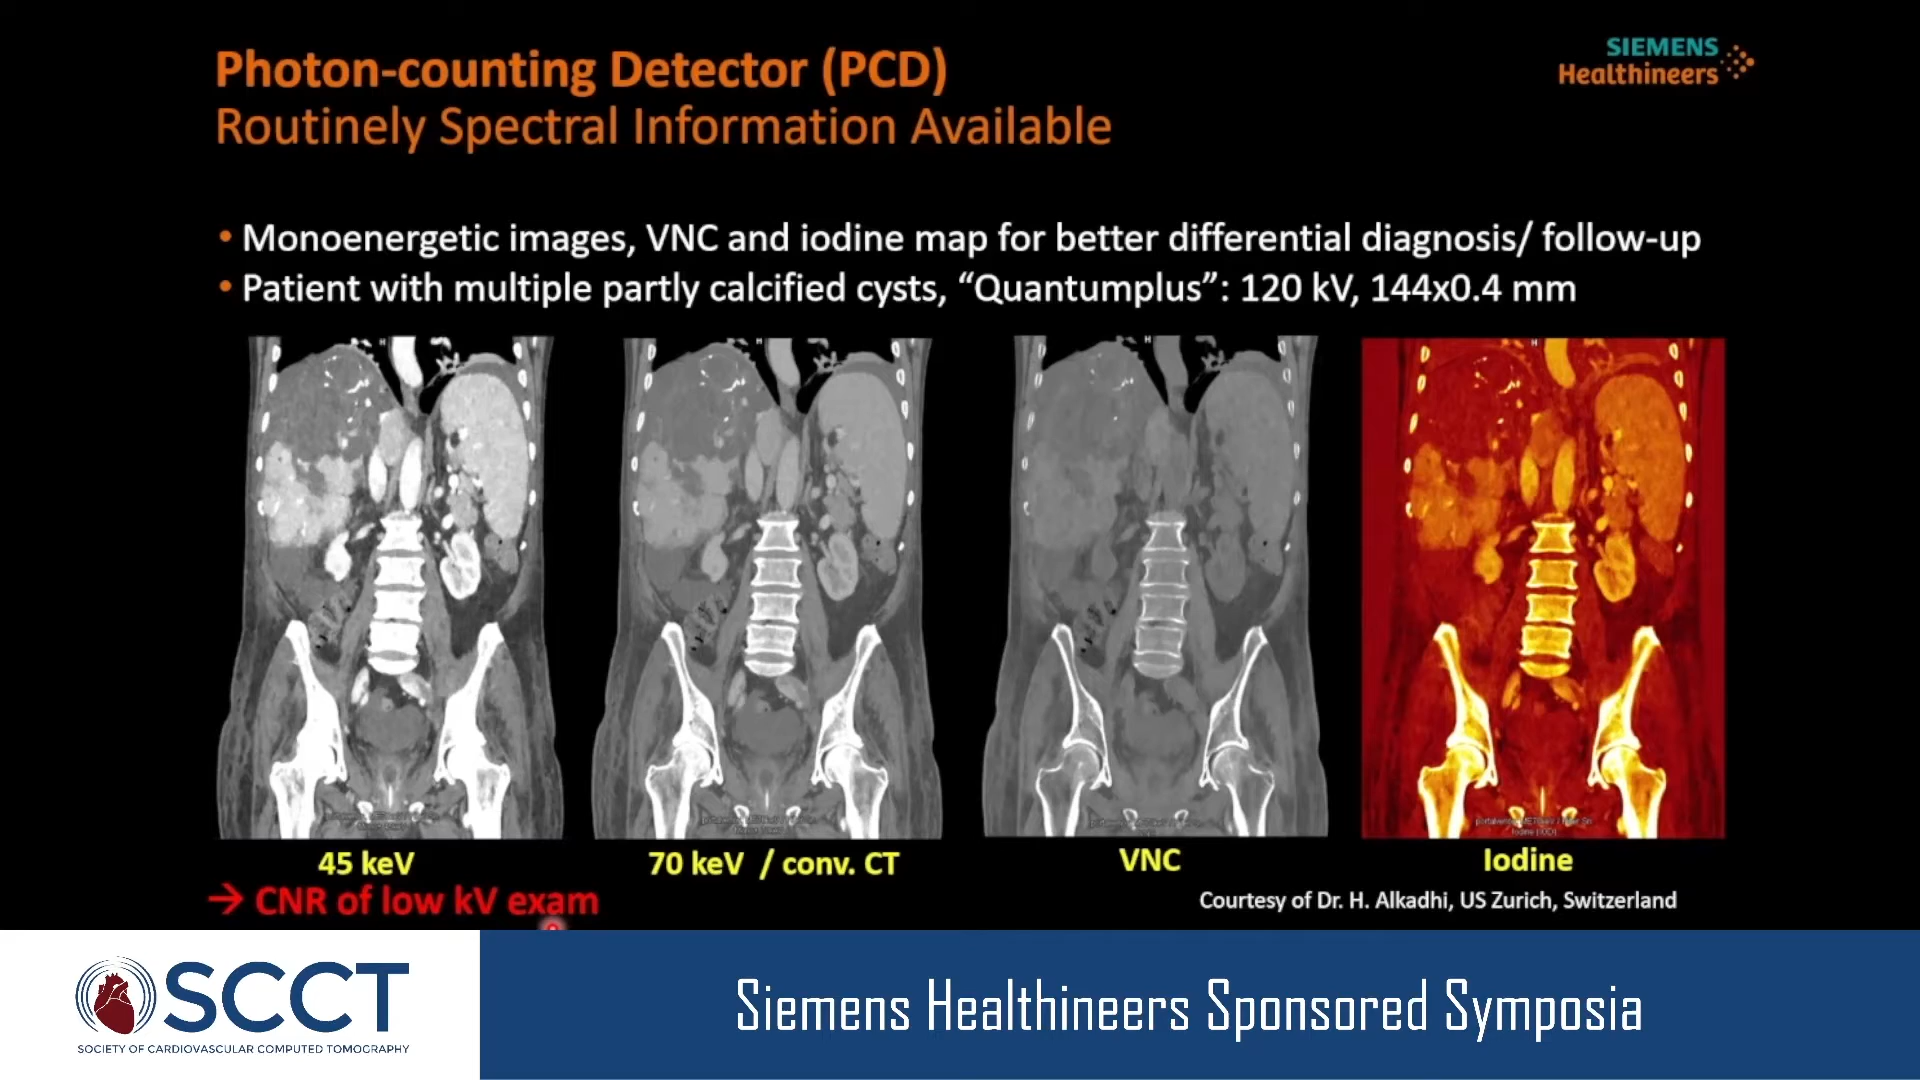 Photon-counting Detector (PCD)
Routinely Spectral Information Available
SIEMENS
Healthineers
• Monoenergetic images, VNC and iodine map for better differential diagnosis/ follow-up
• Patient with multiple partly calcified cysts, “Quantumplus”: 120 kV, 144x0.4 mm
H
H
H
H
45 keV
70 keV / conv. CT
VNC
Iodine
→ CNR of low kV exam
Courtesy of Dr. H. Alkadhi, US Zurich, Switzerland
SCCT
SOCIETY OF CARDIOVASCULAR COMPUTED TOMOGRAPHY
Siemens Healthineers Sponsored Symposia